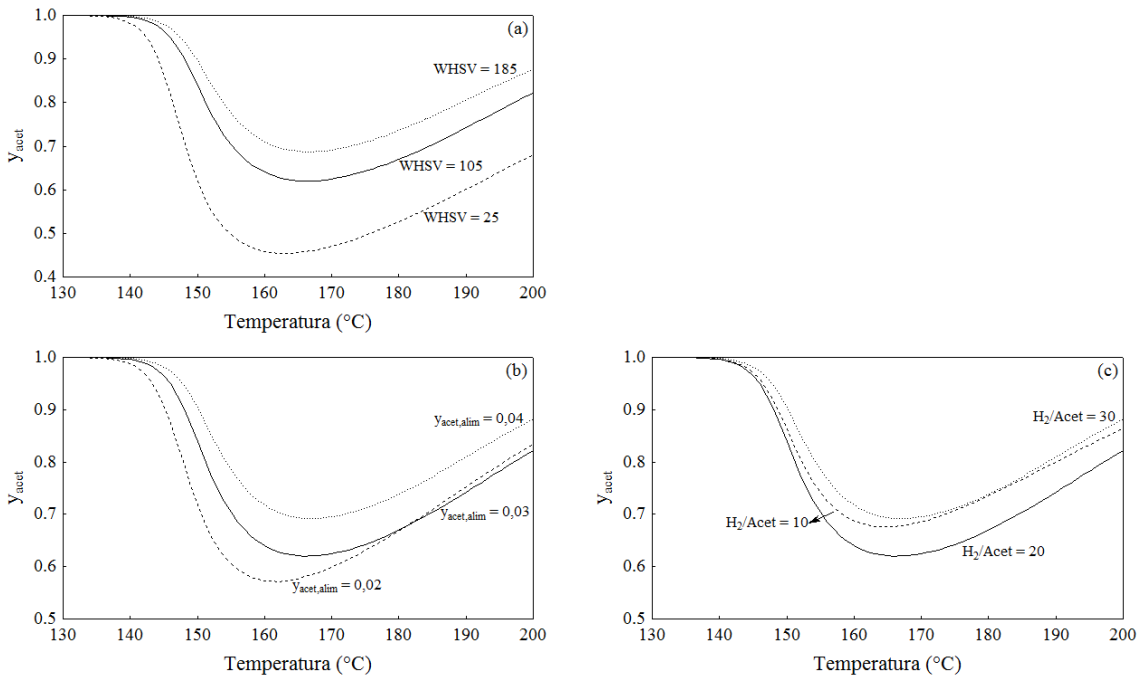 1.0
(a)
0.9
WHSV = 185
0.8
0.7
WHSV = 105
0.6
WHSV = 25
0.5
0.4
y_acet
130 140 150 160 170 180 190 200
Temperatura (°C)
1.0
(b)
0.9
y_acet,alim = 0,04
0.8
0.7
y_acet,alim = 0,03
0.6
y_acet,alim = 0,02
0.5
y_acet
130 140 150 160 170 180 190 200
Temperatura (°C)
1.0
(c)
0.9
H₂/Acet = 30
0.8
0.7
H₂/Acet = 10
H₂/Acet = 20
0.6
0.5
y_acet
130 140 150 160 170 180 190 200
Temperatura (°C)